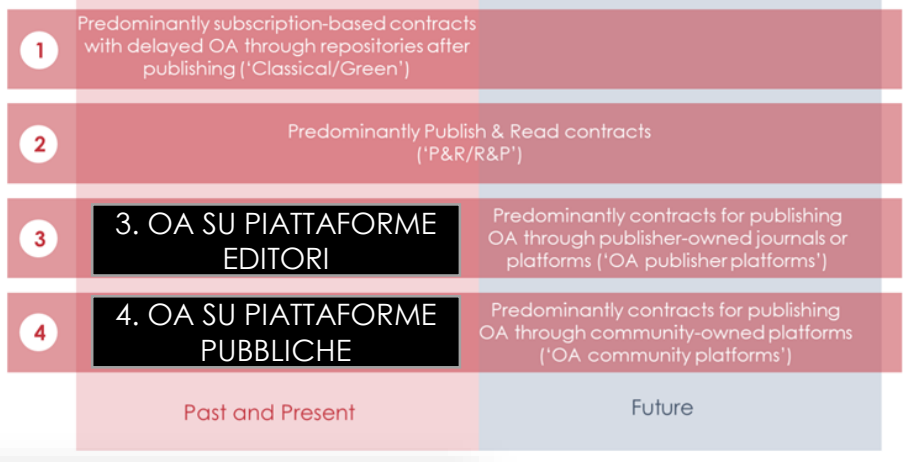 1
Predominantly subscription-based contracts
with delayed OA through repositories after
publishing (‘Classical/Green’)
2
Predominantly Publish & Read contracts
(‘P&R/R&P’)
3
3. OA SU PIATTAFORME
EDITORI
Predominantly contracts for publishing
OA through publisher-owned journals or
platforms (‘OA publisher platforms’)
4
4. OA SU PIATTAFORME
PUBBLICHE
Predominantly contracts for publishing
OA through community-owned platforms
(‘OA community platforms’)
Past and Present
Future